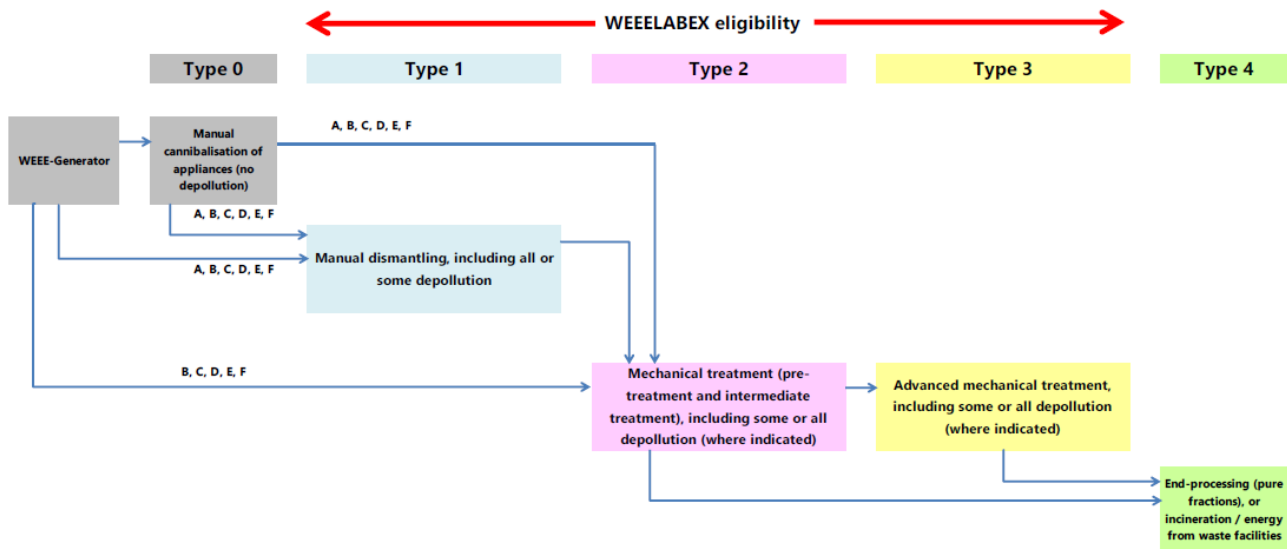 WEEELABEX eligibility
Type 0
Type 1
Type 2
Type 3
Type 4
WEEE-Generator
Manual
cannibalisation of
appliances (no
depollution)
A, B, C, D, E, F
A, B, C, D, E, F
A, B, C, D, E, F
Manual dismantling, including all or
some depollution
B, C, D, E, F
Mechanical treatment (pre-
treatment and intermediate
treatment), including some or all
depollution (where indicated)
Advanced mechanical treatment,
including some or all depollution
(where indicated)
End-processing (pure
fractions), or
incineration / energy
from waste facilities